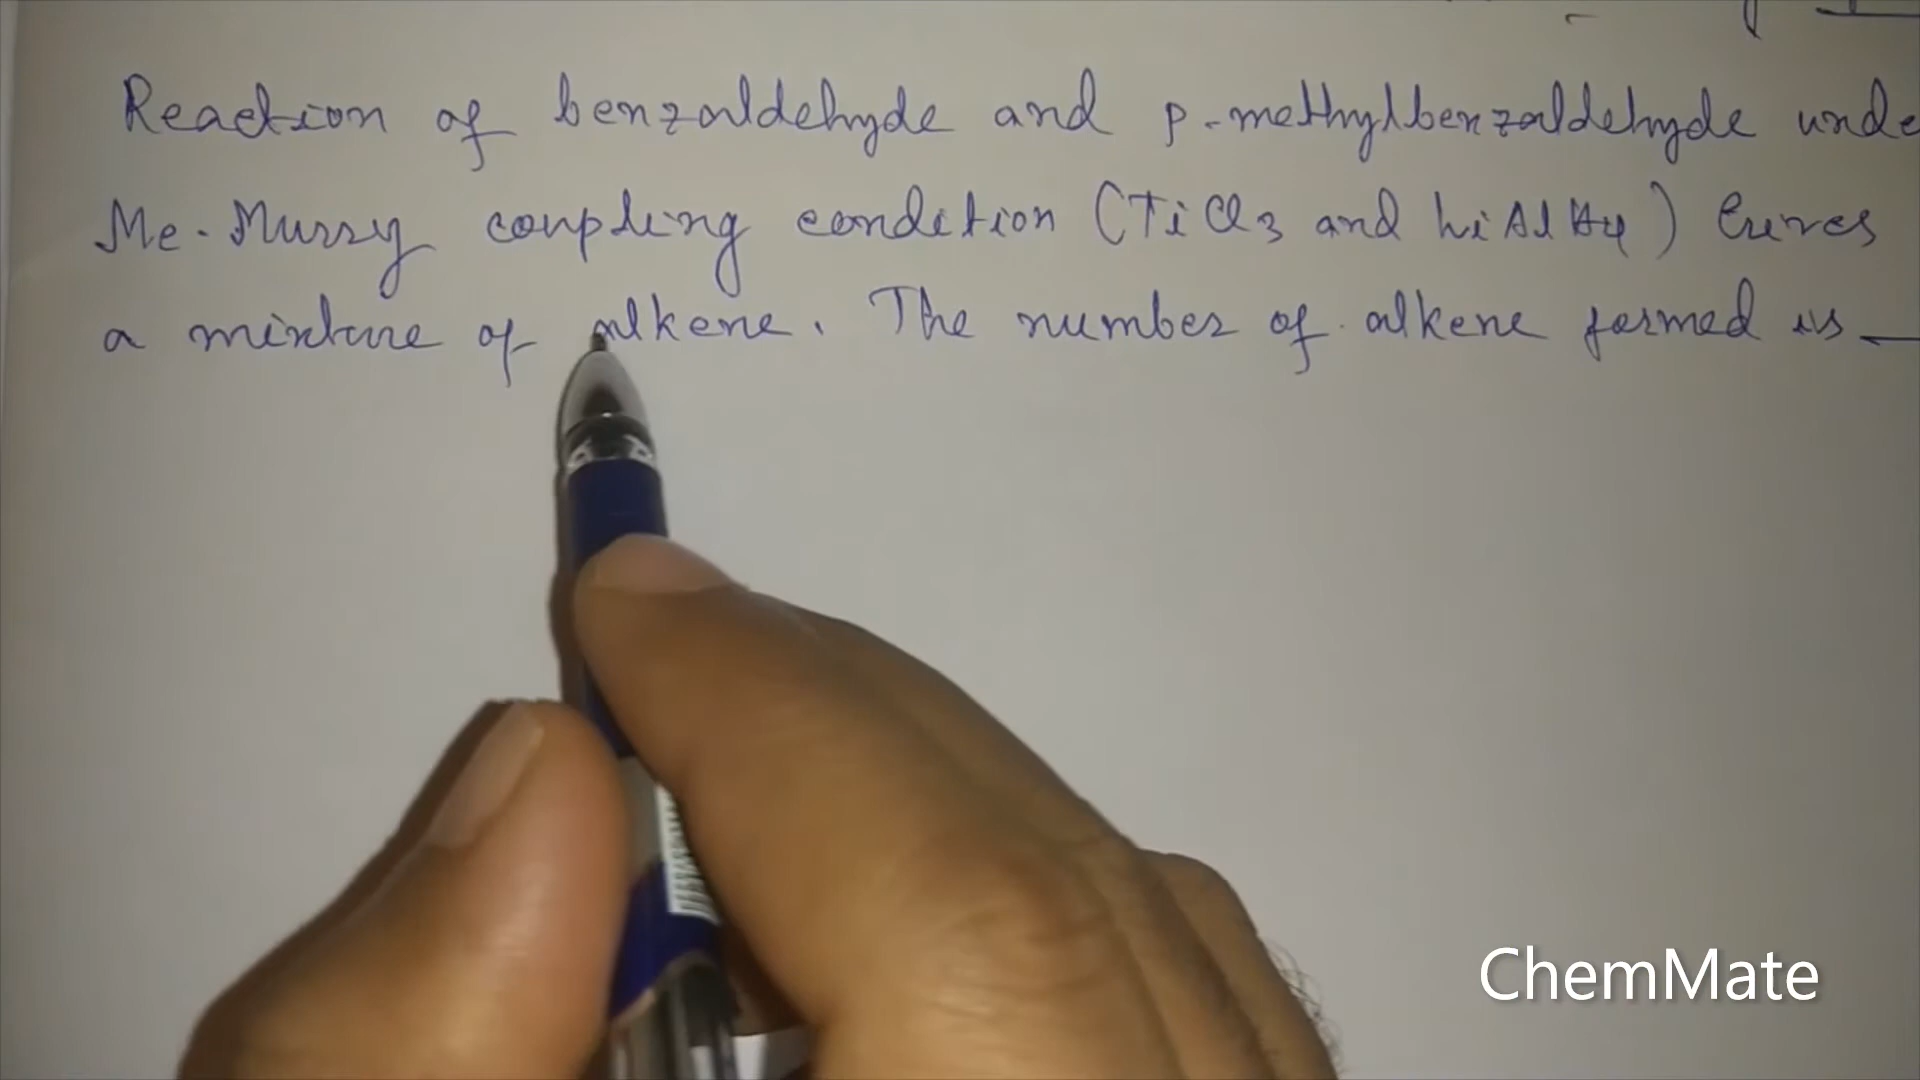 Reaction of benzaldehyde and p-methylbenzaldehyde unde
Mc-Murry coupling condition (TiCl3 and LiAlH4) Gives
a mixture of alkene. The number of alkene formed is
ChemMate